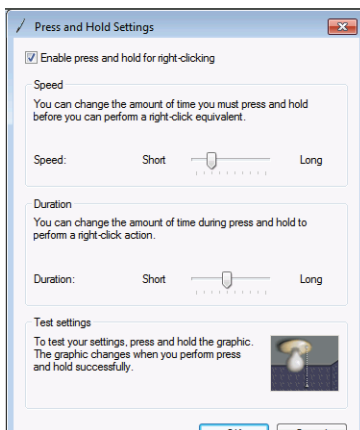 Press and Hold Settings
Enable press and hold for right-clicking
Speed
You can change the amount of time you must press and hold
before you can perform a right-click equivalent.
Speed: Short Long
Duration
You can change the amount of time during press and hold to
perform a right-click action.
Duration: Short Long
Test settings
To test your settings, press and hold the graphic.
The graphic changes when you perform press
and hold successfully.